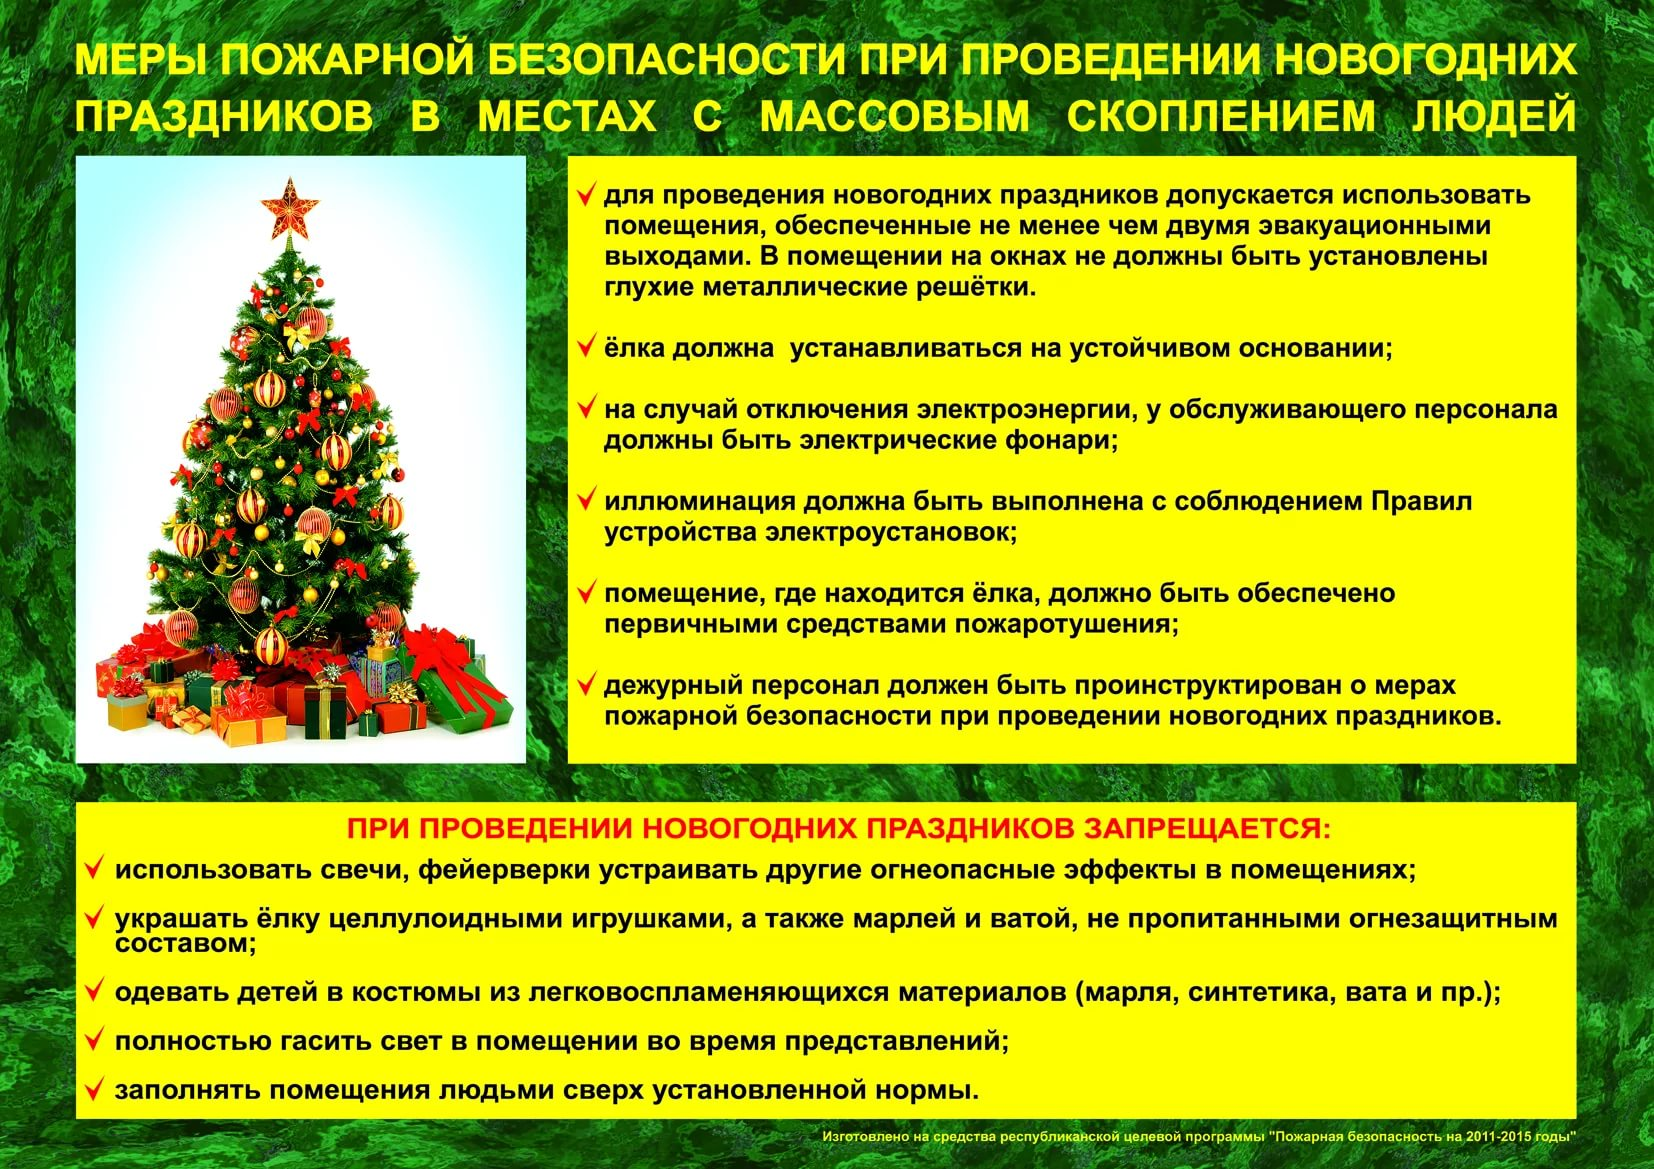 МЕРЫ ПОЖАРНОЙ БЕЗОПАСНОСТИ ПРИ ПРОВЕДЕНИИ НОВОГОДНИХ
ПРАЗДНИКОВ В МЕСТАХ С МАССОВЫМ СКОПЛЕНИЕМ ЛЮДЕЙ
для проведения новогодних праздников допускается использовать
помещения, обеспеченные не менее чем двумя эвакуационными
выходами. В помещении на окнах не должны быть установлены
глухие металлические решётки.
ёлка должна устанавливаться на устойчивом основании;
на случай отключения электроэнергии, у обслуживающего персонала
должны быть электрические фонари;
иллюминация должна быть выполнена с соблюдением Правил
устройства электроустановок;
помещение, где находится ёлка, должно быть обеспечено
первичными средствами пожаротушения;
дежурный персонал должен быть проинструктирован о мерах
пожарной безопасности при проведении новогодних праздников.
ПРИ ПРОВЕДЕНИИ НОВОГОДНИХ ПРАЗДНИКОВ ЗАПРЕЩАЕТСЯ:
использовать свечи, фейерверки устраивать другие огнеопасные эффекты в помещениях;
украшать ёлку целлулоидными игрушками, а также марлей и ватой, не пропитанными огнезащитным
составом;
одевать детей в костюмы из легковоспламеняющихся материалов (марля, синтетика, вата и пр.);
полностью гасить свет в помещении во время представлений;
заполнять помещения людьми сверх установленной нормы.
Изготовлено на средства республиканской целевой программы "Пожарная безопасность на 2011-2015 годы"